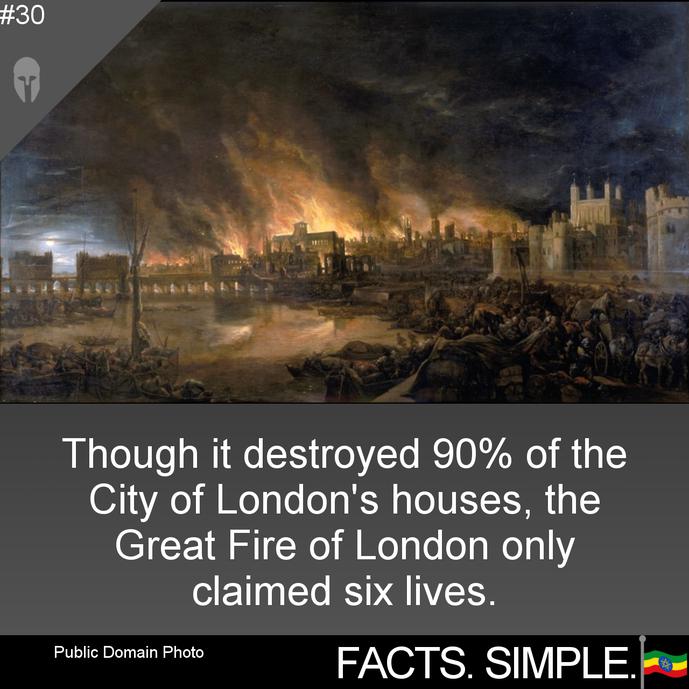 #30
Though it destroyed 90% of the
City of London's houses, the
Great Fire of London only
claimed six lives.
Public Domain Photo
FACTS. SIMPLE.